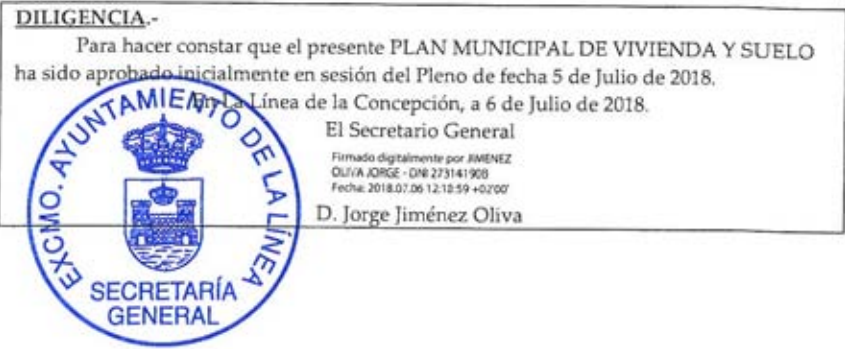 DILIGENCIA.-
Para hacer constar que el presente PLAN MUNICIPAL DE VIVIENDA Y SUELO
ha sido aprobado inicialmente en sesión del Pleno de fecha 5 de Julio de 2018.
En La Línea de la Concepción, a 6 de Julio de 2018.
El Secretario General
Firmado digitalmente por JIMENEZ
OLIVA JORGE - DNI 27314190B
Fecha: 2018.07.06 12:18:59 +02'00'
D. Jorge Jiménez Oliva
EXCMO. AYUNTAMIENTO DE LA LÍNEA
SECRETARÍA
GENERAL